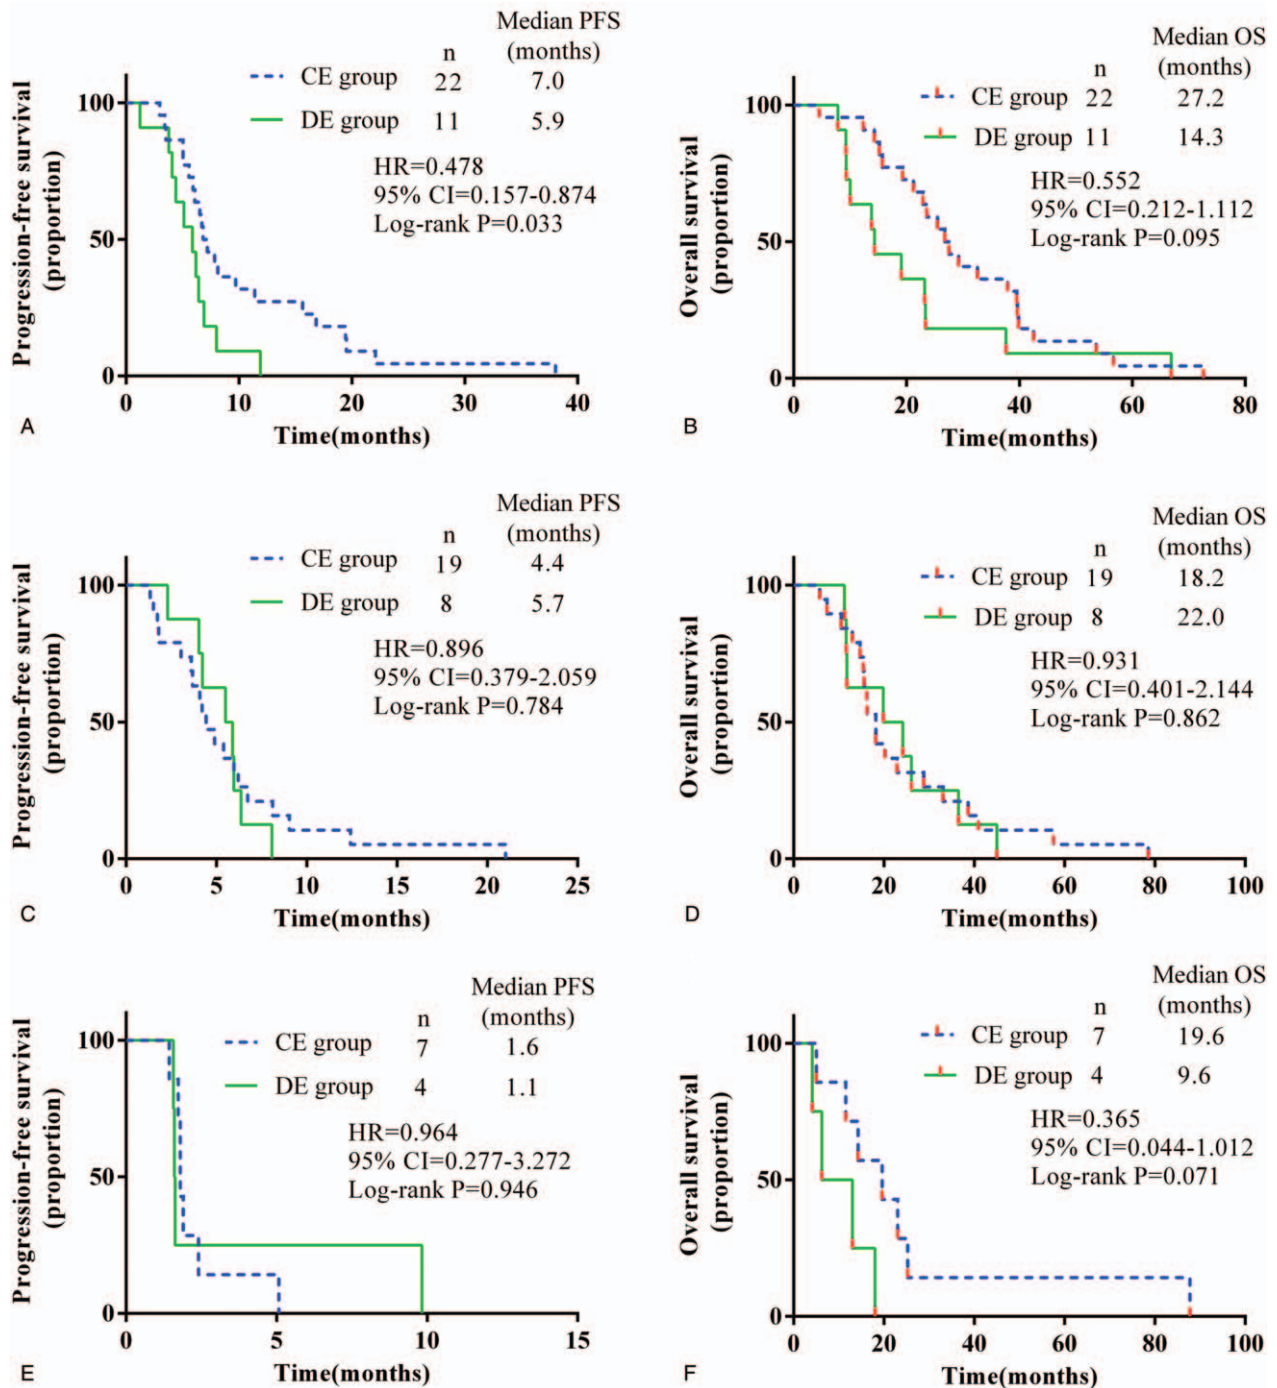 Median PFS
n (months)
CE group 22 7.0
DE group 11 5.9
HR=0.478
95% CI=0.157-0.874
Log-rank P=0.033
Progression-free survival
(proportion)
100
50
0
0 10 20 30 40
Time(months)
A
Median OS
n (months)
CE group 22 27.2
DE group 11 14.3
HR=0.552
95% CI=0.212-1.112
Log-rank P=0.095
Overall survival
(proportion)
100
50
0
0 20 40 60 80
Time(months)
B
Median PFS
n (months)
CE group 19 4.4
DE group 8 5.7
HR=0.896
95% CI=0.379-2.059
Log-rank P=0.784
Progression-free survival
(proportion)
100
50
0
0 5 10 15 20 25
Time(months)
C
Median OS
n (months)
CE group 19 18.2
DE group 8 22.0
HR=0.931
95% CI=0.401-2.144
Log-rank P=0.862
Overall survival
(proportion)
100
50
0
0 20 40 60 80 100
Time(months)
D
Median PFS
n (months)
CE group 7 1.6
DE group 4 1.1
HR=0.964
95% CI=0.277-3.272
Log-rank P=0.946
Progression-free survival
(proportion)
100
50
0
0 5 10 15
Time(months)
E
Median OS
n (months)
CE group 7 19.6
DE group 4 9.6
HR=0.365
95% CI=0.044-1.012
Log-rank P=0.071
Overall survival
(proportion)
100
50
0
0 20 40 60 80 100
Time(months)
F